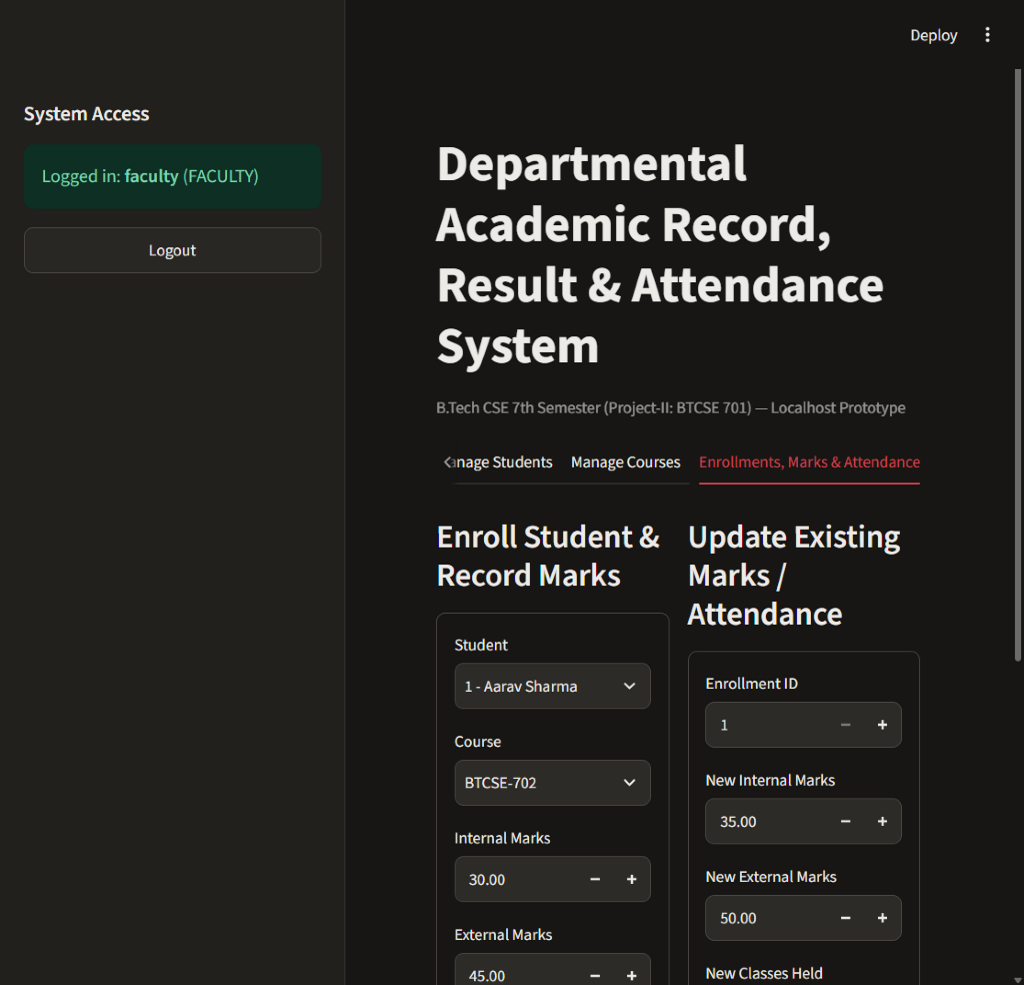 Deploy
System Access
Logged in: faculty (FACULTY)
Logout
Departmental
Academic Record,
Result & Attendance
System
B.Tech CSE 7th Semester (Project-II: BTCSE 701) — Localhost Prototype
nage Students Manage Courses Enrollments, Marks & Attendance
Enroll Student &
Record Marks
Student
1 - Aarav Sharma
Course
BTCSE-702
Internal Marks
30.00
External Marks
45.00
Update Existing
Marks /
Attendance
Enrollment ID
1
New Internal Marks
35.00
New External Marks
50.00
New Classes Held